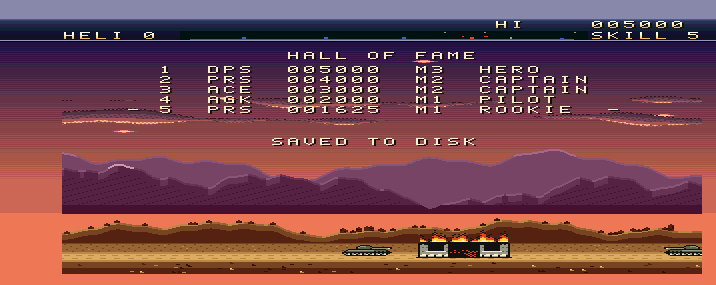 HI 005000
HELI 0 SKILL 5
HALL OF FAME
1 DPS 005000 M3 HERO
2 PRS 004000 M2 CAPTAIN
3 ACE 003000 M2 CAPTAIN
4 AGK 002000 M1 PILOT
– 5 PRS 001625 M1 ROOKIE –
SAVED TO DISK